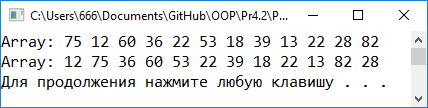 C:\Users\666\Documents\GitHub\OOP\Pr4.2\P...
Array: 75 12 60 36 22 53 18 39 13 22 28 82
Array: 12 75 36 60 53 22 39 18 22 13 82 28
Для продолжения нажмите любую клавишу . . .